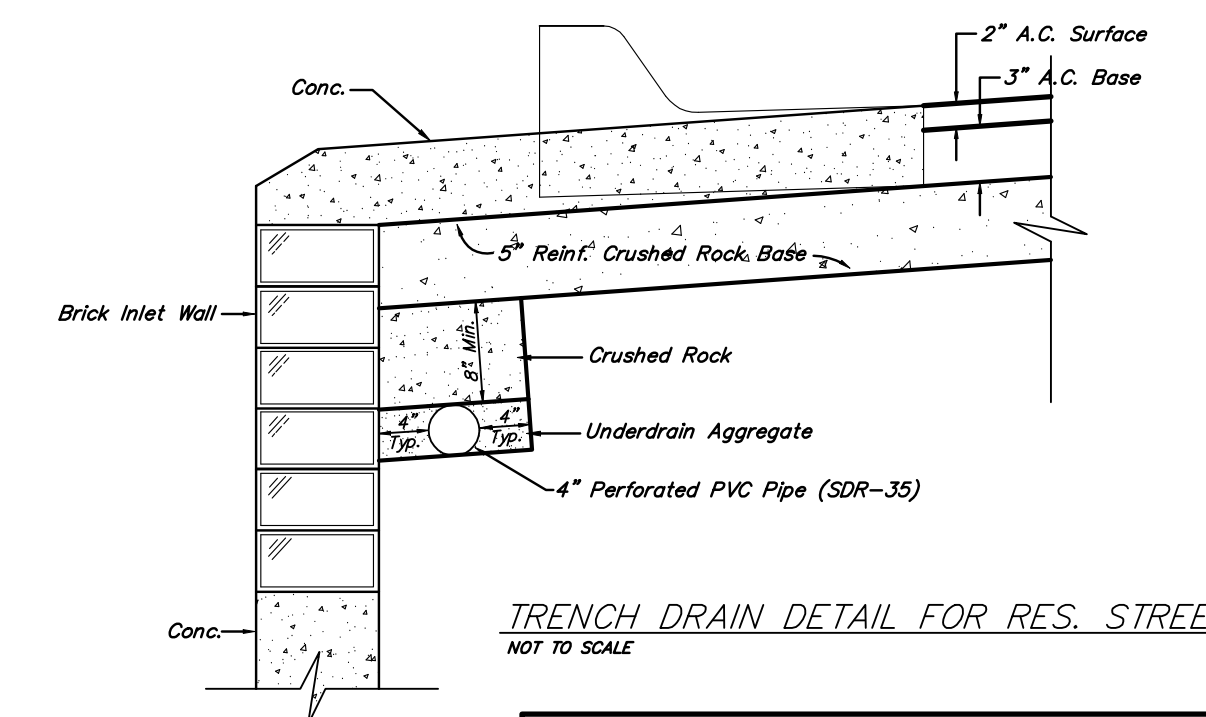 2" A.C. Surface
3" A.C. Base
Conc.
5" Reinf. Crushed Rock Base
Brick Inlet Wall
8" Min.
Crushed Rock
4" Typ.
4" Typ.
Underdrain Aggregate
4" Perforated PVC Pipe (SDR-35)
Conc.
TRENCH DRAIN DETAIL FOR RES. STREE
NOT TO SCALE